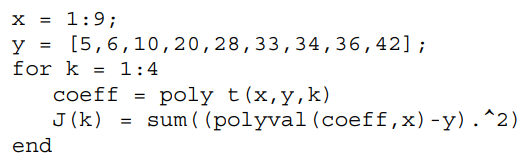 x = 1:9;
y = [5,6,10,20,28,33,34,36,42];
for k = 1:4
coeff = poly t(x,y,k)
J(k) = sum((polyval(coeff,x)-y).^2)
end